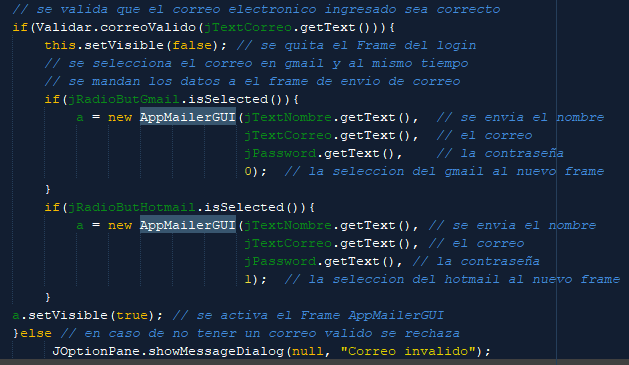 // se valida que el correo electronico ingresado sea correcto
if(Validar.correoValido(jTextCorreo.getText())){
this.setVisible(false); // se quita el Frame del login
// se selecciona el correo en gmail y al mismo tiempo
// se mandan los datos a el frame de envio de correo
if(jRadioButGmail.isSelected()){
a = new AppMailerGUI(jTextNombre.getText(), // se envia el nombre
jTextCorreo.getText(), // el correo
jPassword.getText(), // la contraseña
0); // la seleccion del gmail al nuevo frame
}
if(jRadioButHotmail.isSelected()){
a = new AppMailerGUI(jTextNombre.getText(), // se envia el nombre
jTextCorreo.getText(), // el correo
jPassword.getText(), // la contraseña
1); // la seleccion del hotmail al nuevo frame
}
a.setVisible(true); // se activa el Frame AppMailerGUI
}else // en caso de no tener un correo valido se rechaza
JOptionPane.showMessageDialog(null, "Correo invalido");